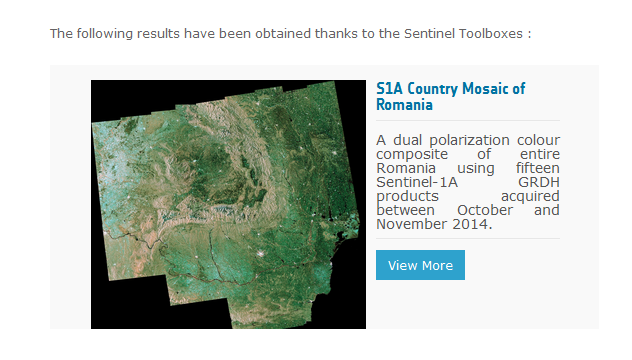 The following results have been obtained thanks to the Sentinel Toolboxes :
S1A Country Mosaic of
Romania
A dual polarization colour
composite of entire
Romania using fifteen
Sentinel-1A GRDH
products acquired
between October and
November 2014.
View More